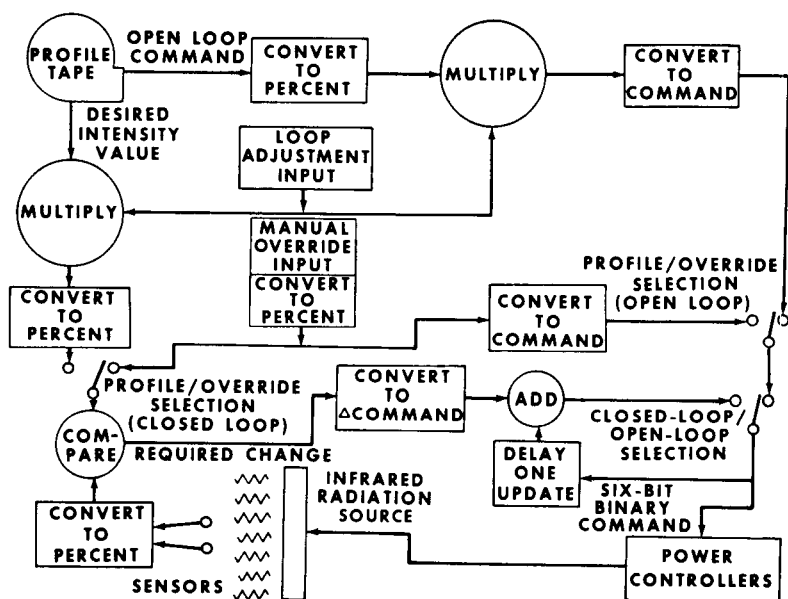 PROFILE
TAPE
OPEN LOOP
COMMAND
CONVERT
TO
PERCENT
MULTIPLY
CONVERT
TO
COMMAND
DESIRED
INTENSITY
VALUE
LOOP
ADJUSTMENT
INPUT
MULTIPLY
MANUAL
OVERRIDE
INPUT
CONVERT
TO
PERCENT
CONVERT
TO
PERCENT
PROFILE/OVERRIDE
SELECTION
(OPEN LOOP)
CONVERT
TO
COMMAND
PROFILE/OVERRIDE
SELECTION
(CLOSED LOOP)
CONVERT
TO
△COMMAND
ADD
CLOSED-LOOP/
OPEN-LOOP
SELECTION
COM-
PARE
REQUIRED CHANGE
DELAY
ONE
UPDATE
INFRARED
RADIATION
SOURCE
SIX-BIT
BINARY
COMMAND
CONVERT
TO
PERCENT
SENSORS
POWER
CONTROLLERS